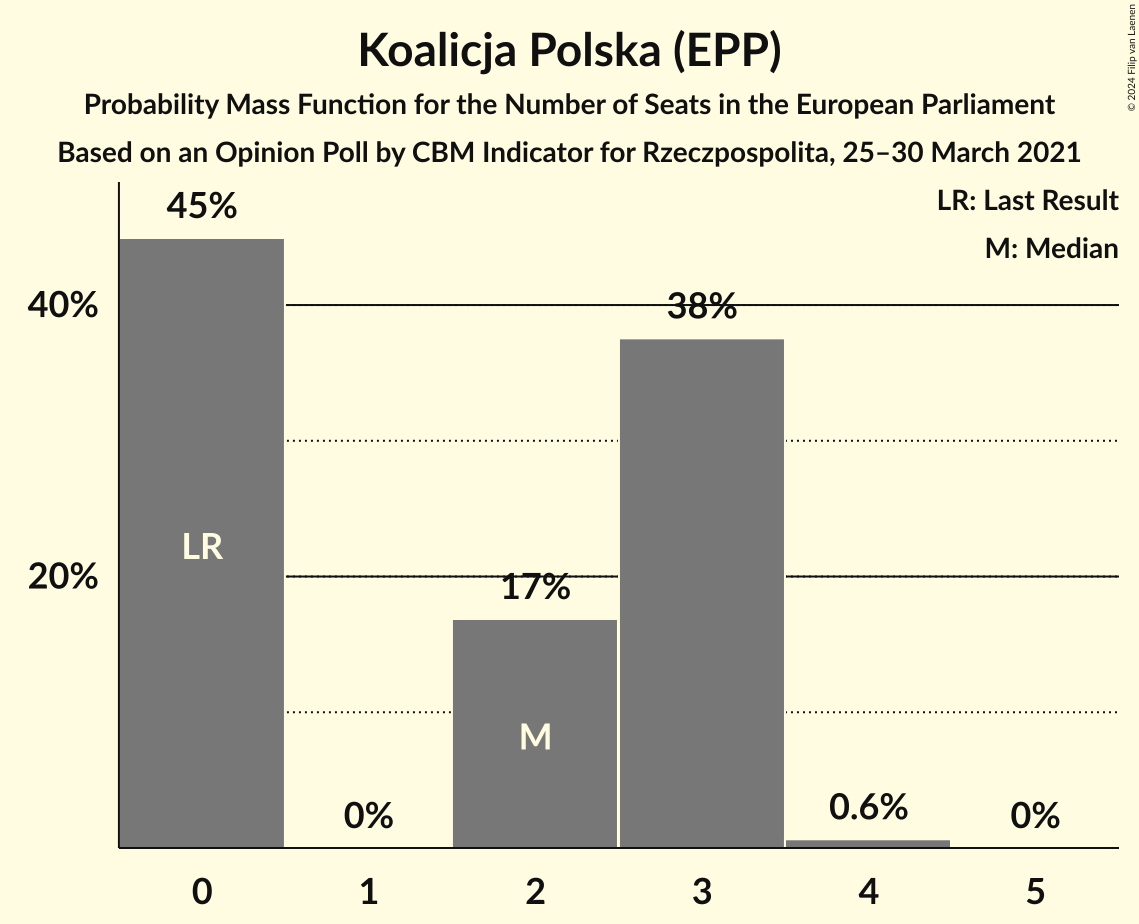 Koalicja Polska (EPP)
Probability Mass Function for the Number of Seats in the European Parliament
Based on an Opinion Poll by CBM Indicator for Rzeczpospolita, 25–30 March 2021
© 2024 Filip van Laenen
LR: Last Result
M: Median
45%
40%
38%
LR
20%
17%
M
0%
0.6%
0%
0 1 2 3 4 5